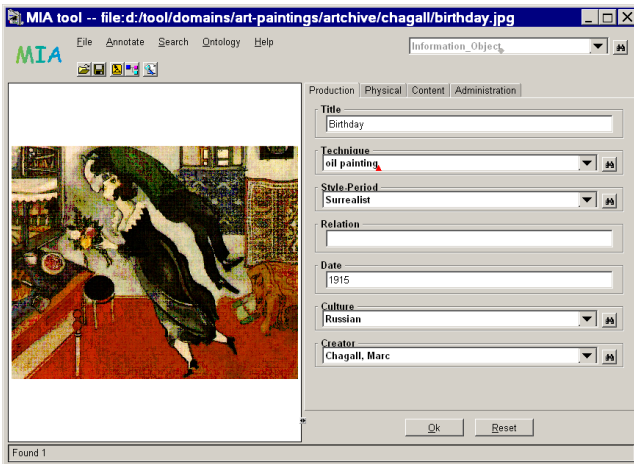 MIA tool -- file:d:/tool/domains/art-paintings/artchive/chagall/birthday.jpg
MIA
File Annotate Search Ontology Help
Information_Object
Production Physical Content Administration
Title
Birthday
Technique
oil painting
Style-Period
Surrealist
Relation
Date
1915
Culture
Russian
Creator
Chagall, Marc
Ok Reset
Found 1